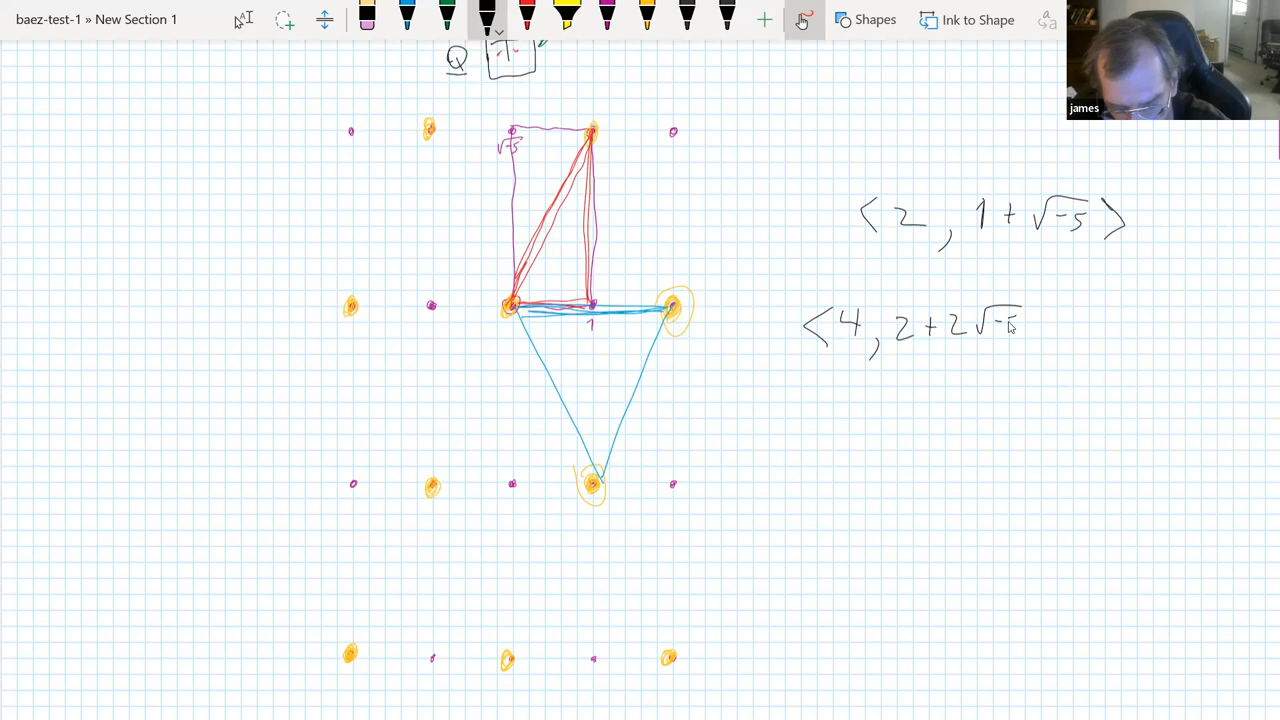 baez-test-1 » New Section 1
Shapes
Ink to Shape
james
Q T
√-5
1
< 2, 1 + √-5 >
< 4, 2 + 2 √-5